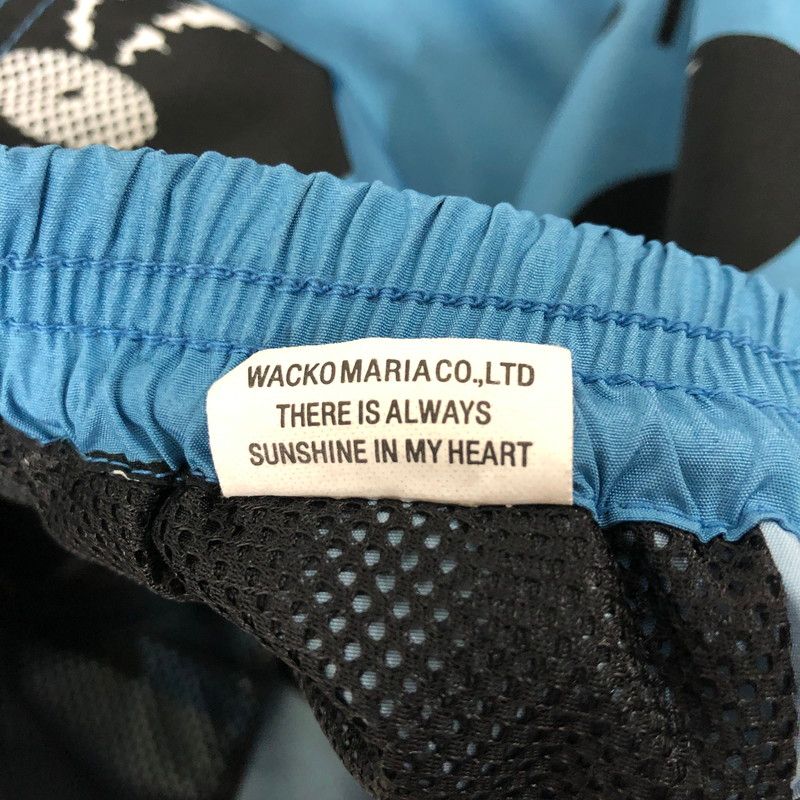 WACKO MARIA CO.,LTD
THERE IS ALWAYS
SUNSHINE IN MY HEART